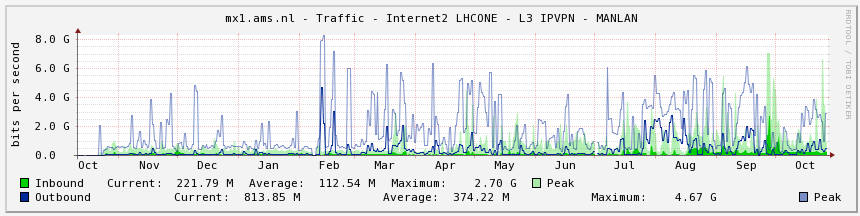 mx1.ams.nl - Traffic - Internet2 LHCONE - L3 IPVPN - MANLAN
RRDTOOL / TOBI OETIKER
bits per second
8.0 G
6.0 G
4.0 G
2.0 G
0.0
Oct Nov Dec Jan Feb Mar Apr May Jun Jul Aug Sep Oct
Inbound Current: 221.79 M Average: 112.54 M Maximum: 2.70 G Peak
Outbound Current: 813.85 M Average: 374.22 M Maximum: 4.67 G Peak